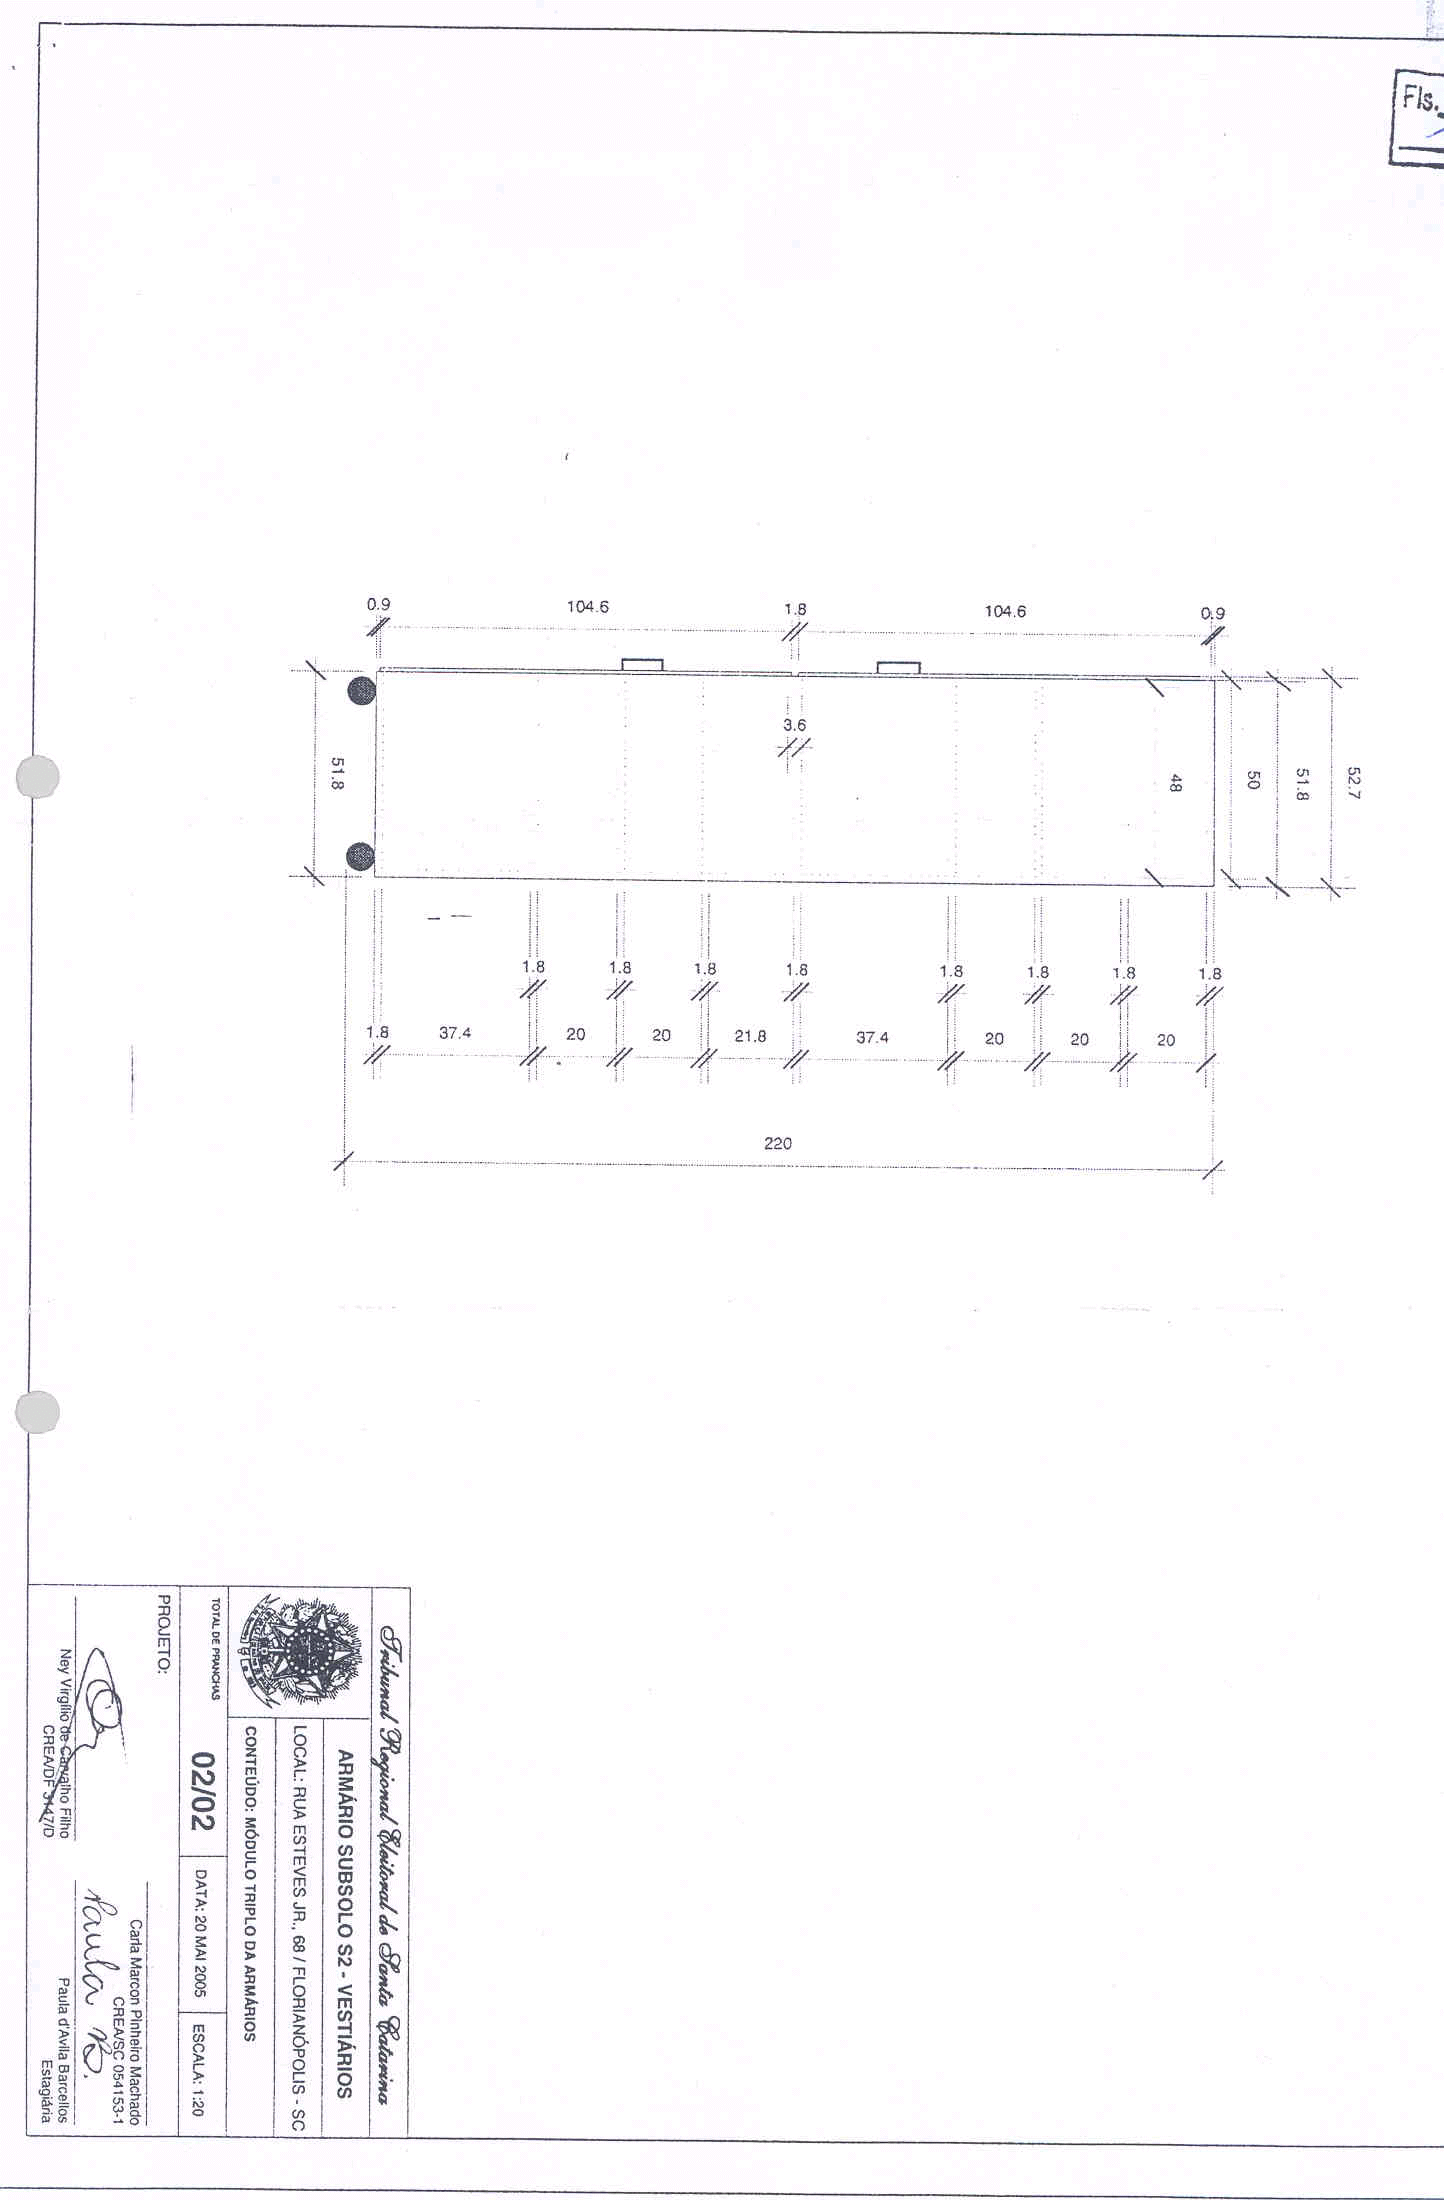 Fls.
0.9
104.6
1.8
104.6
0.9
3.6
51.8
48
50
51.8
52.7
1.8
1.8
1.8
1.8
1.8
1.8
1.8
1.8
1.8
37.4
20
20
21.8
37.4
20
20
20
220
Tribunal Regional Eleitoral de Santa Catarina
ARMÁRIO SUBSOLO S2 - VESTIÁRIOS
LOCAL: RUA ESTEVES JR., 68 / FLORIANÓPOLIS - SC
CONTEÚDO: MÓDULO TRIPLO DA ARMÁRIOS
TOTAL DE PRANCHAS
02/02
DATA: 20 MAI 2005
ESCALA: 1:20
PROJETO:
Ney Virgílio de Carvalho Filho
CREA/DF 3147/D
Carla Marcon Pinheiro Machado
CREA/SC 054153-1
Paula B.
Paula d'Avila Barcellos
Estagiária